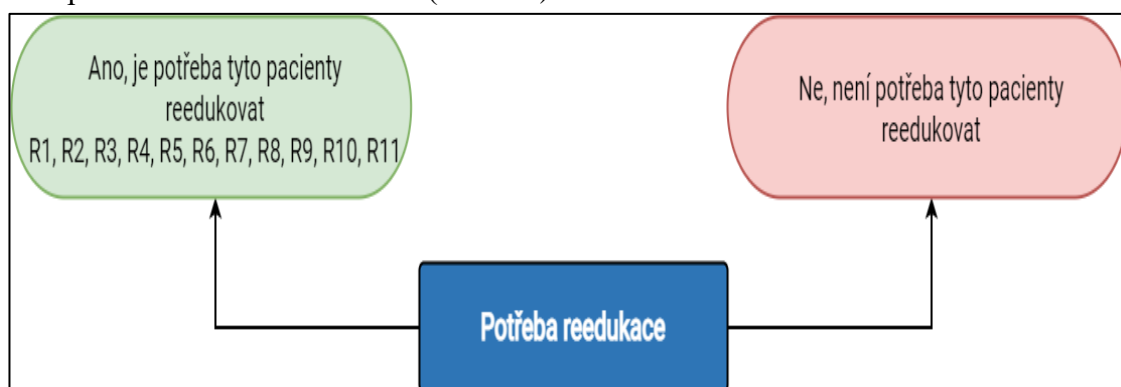 Ano, je potřeba tyto pacienty
reedukovat
R1, R2, R3, R4, R5, R6, R7, R8, R9, R10, R11
Ne, není potřeba tyto pacienty
reedukovat
Potřeba reedukace